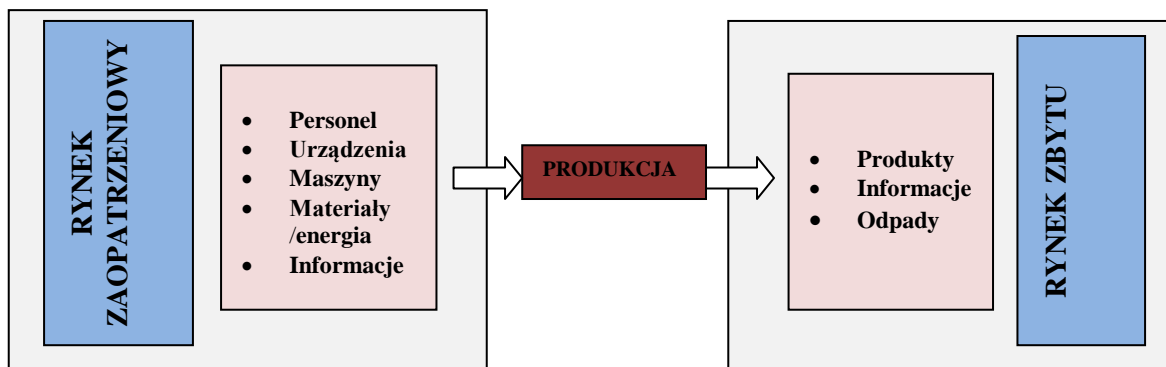 RYNEK
ZAOPATRZENIOWY
• Personel
• Urządzenia
• Maszyny
• Materiały
/energia
• Informacje
PRODUKCJA
• Produkty
• Informacje
• Odpady
RYNEK ZBYTU